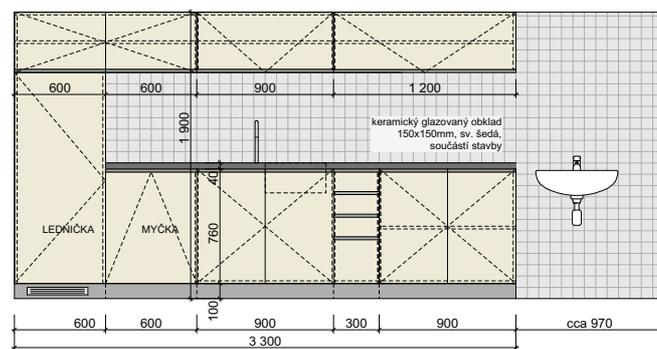 600
600
900
1 200
1 900
keramický glazovaný obklad
150x150mm, sv. šedá,
součástí stavby
40
LEDNIČKA
MYČKA
760
100
600
600
900
300
900
cca 970
3 300